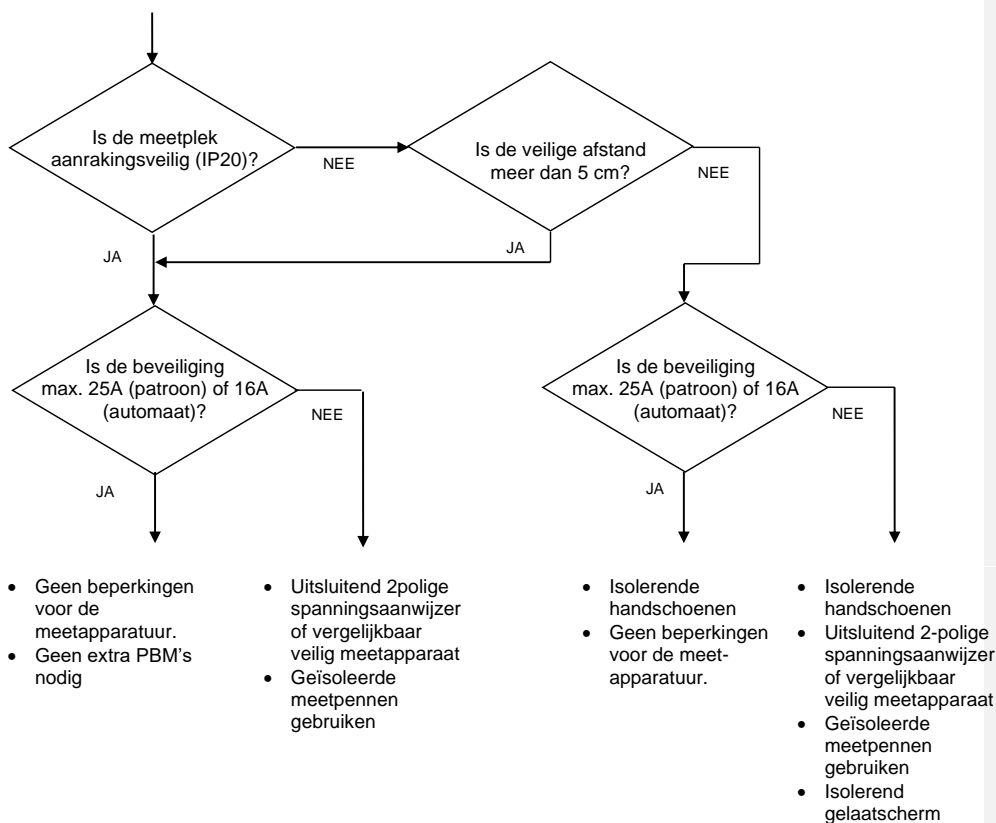 Is de meetplek
aanrakingsveilig (IP20)?
NEE
Is de veilige afstand
meer dan 5 cm?
NEE
JA
JA
Is de beveiliging
max. 25A (patroon) of 16A
(automaat)?
NEE
JA
Is de beveiliging
max. 25A (patroon) of 16A
(automaat)?
NEE
JA
• Geen beperkingen
voor de
meetapparatuur.
• Geen extra PBM's
nodig
• Uitsluitend 2polige
spanningsaanwijzer
of vergelijkbaar
veilig meetapparaat
• Geïsoleerde
meetpennen
gebruiken
• Isolerende
handschoenen
• Geen beperkingen
voor de meet-
apparatuur.
• Isolerende
handschoenen
• Uitsluitend 2-polige
spanningsaanwijzer
of vergelijkbaar
veilig meetapparaat
• Geïsoleerde
meetpennen
gebruiken
• Isolerend
gelaatscherm